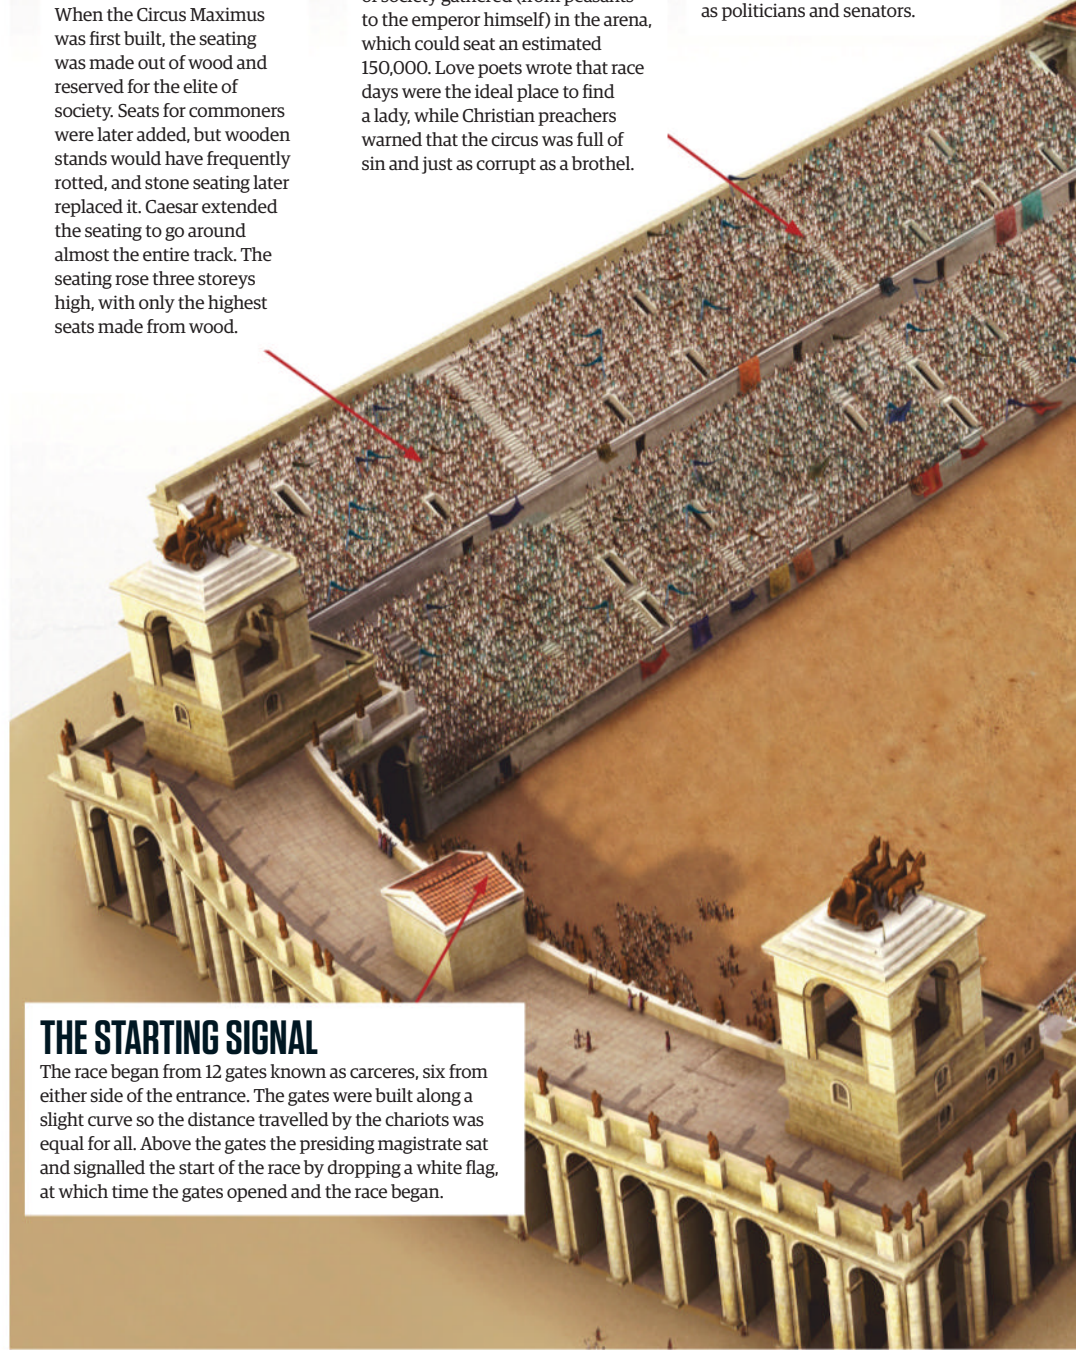 When the Circus Maximus
was first built, the seating
was made out of wood and
reserved for the elite of
society. Seats for commoners
were later added, but wooden
stands would have frequently
rotted, and stone seating later
replaced it. Caesar extended
the seating to go around
almost the entire track. The
seating rose three storeys
high, with only the highest
seats made from wood.
of society gathered (from peasants
to the emperor himself) in the arena,
which could seat an estimated
150,000. Love poets wrote that race
days were the ideal place to find
a lady, while Christian preachers
warned that the circus was full of
sin and just as corrupt as a brothel.
as politicians and senators.
THE STARTING SIGNAL
The race began from 12 gates known as carceres, six from
either side of the entrance. The gates were built along a
slight curve so the distance travelled by the chariots was
equal for all. Above the gates the presiding magistrate sat
and signalled the start of the race by dropping a white flag,
at which time the gates opened and the race began.